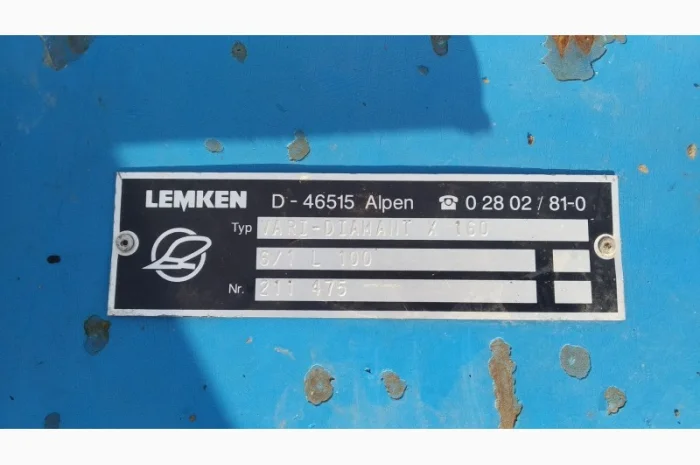 LEMKEN D - 46515 Alpen ☎ 0 28 02 / 81-0
Typ VARI-DIAMANT X 160
6/1 L 100
Nr. 211 475